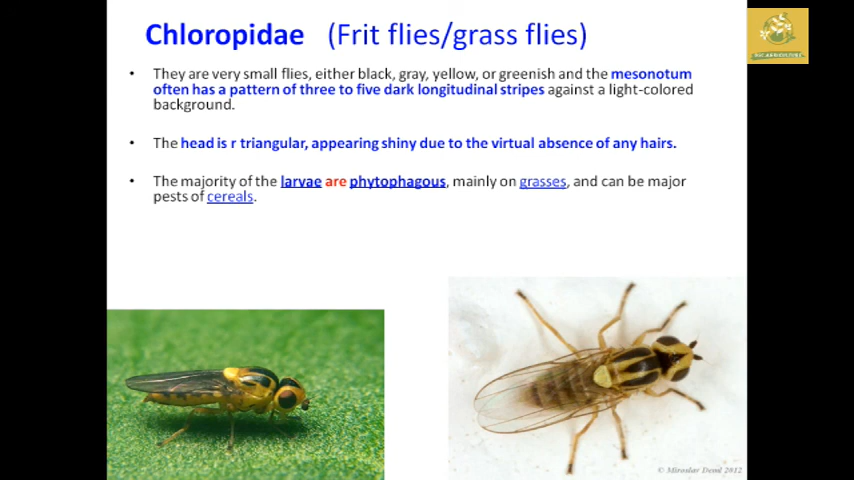 Chloropidae (Frit flies/grass flies)
• They are very small flies, either black, gray, yellow, or greenish and the mesonotum
often has a pattern of three to five dark longitudinal stripes against a light-colored
background.
• The head is r triangular, appearing shiny due to the virtual absence of any hairs.
• The majority of the larvae are phytophagous, mainly on grasses, and can be major
pests of cereals.
© Miroslav Deml 2012